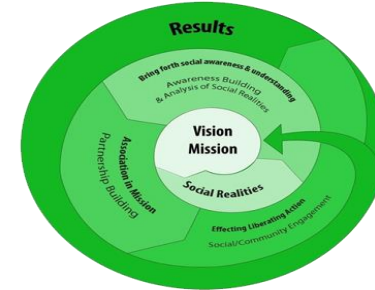 Results
Bring forth social awareness & understanding
Awareness Building
& Analysis of Social Realities
Vision
Mission
Social Realities
Association in Mission
Partnership Building
Effecting Liberating Action
Social/Community Engagement